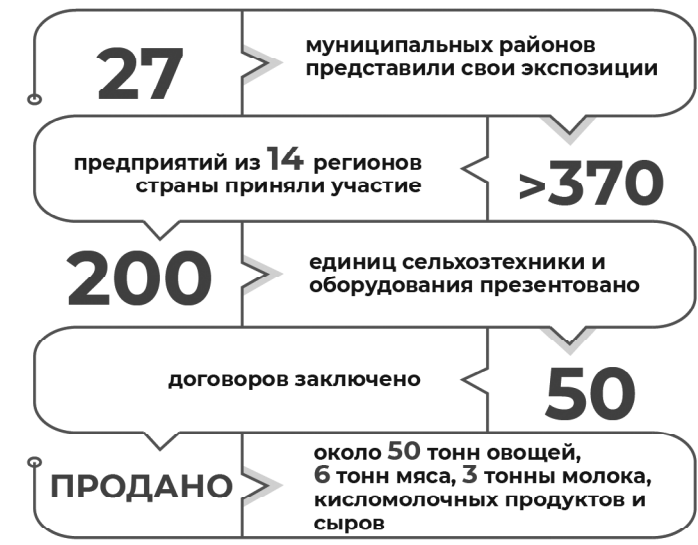 27
муниципальных районов
представили свои экспозиции
>370
предприятий из 14 регионов
страны приняли участие
200
единиц сельхозтехники и
оборудования презентовано
50
договоров заключено
ПРОДАНО
около 50 тонн овощей,
6 тонн мяса, 3 тонны молока,
кисломолочных продуктов и
сыров